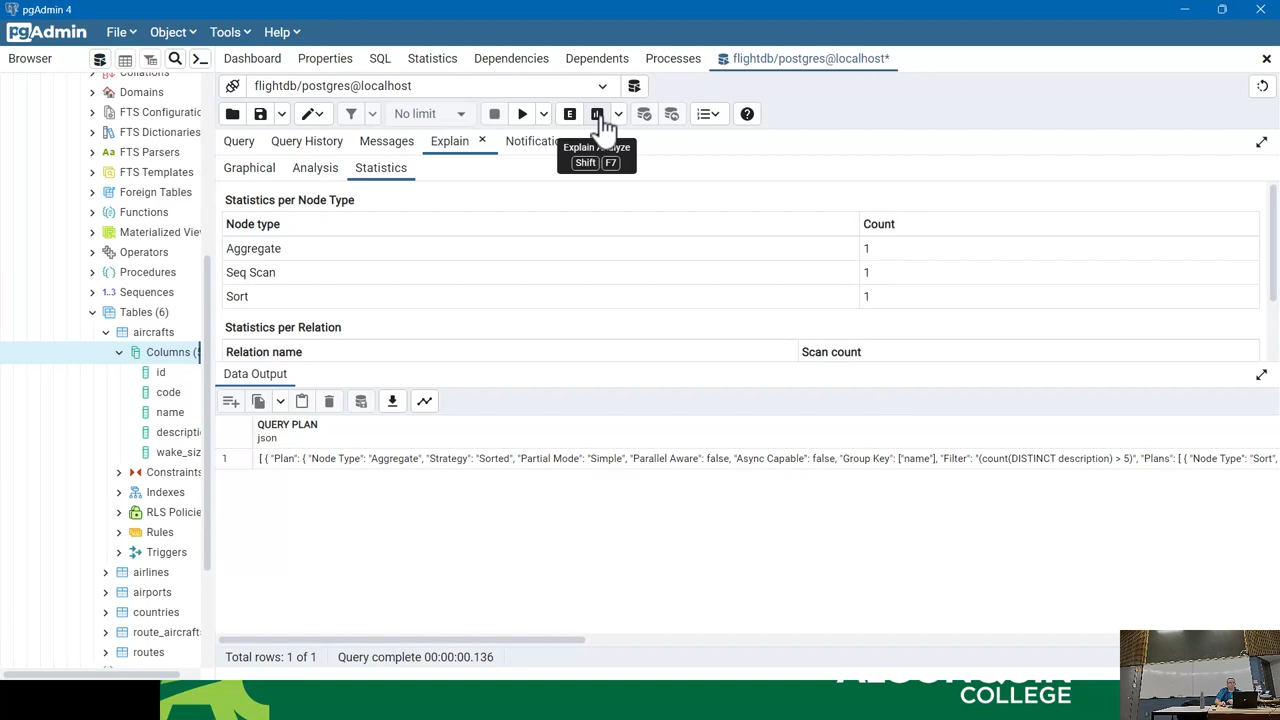 pgAdmin 4
pgAdmin File Object Tools Help
Browser Dashboard Properties SQL Statistics Dependencies Dependents Processes flightdb/postgres@localhost*
Collations
flightdb/postgres@localhost
Domains
FTS Configuratio
No limit
FTS Dictionarie
Query Query History Messages Explain
FTS Parsers
Explain Analyze
Shift F7
FTS Templates
Graphical Analysis Statistics
Foreign Tables
Statistics per Node Type
Functions
Node type Count
Materialized Vie
Aggregate 1
Operators
Procedures
Seq Scan 1
Sequences
Sort 1
Tables (6)
Statistics per Relation
aircrafts
Relation name Scan count
Columns (
id
Data Output
code
name
QUERY PLAN
json
descripti
wake_siz
1 [ { "Plan": { "Node Type": "Aggregate", "Strategy": "Sorted", "Partial Mode": "Simple", "Parallel Aware": false, "Async Capable": false, "Group Key": ["name"], "Filter": "(count(DISTINCT description) > 5)", "Plans": [ { "Node Type": "Sort",
Constraints
Indexes
RLS Policie
Rules
Triggers
airlines
airports
countries
route_aircraft
routes
Total rows: 1 of 1 Query complete 00:00:00.136
ALGONQUIN
COLLEGE